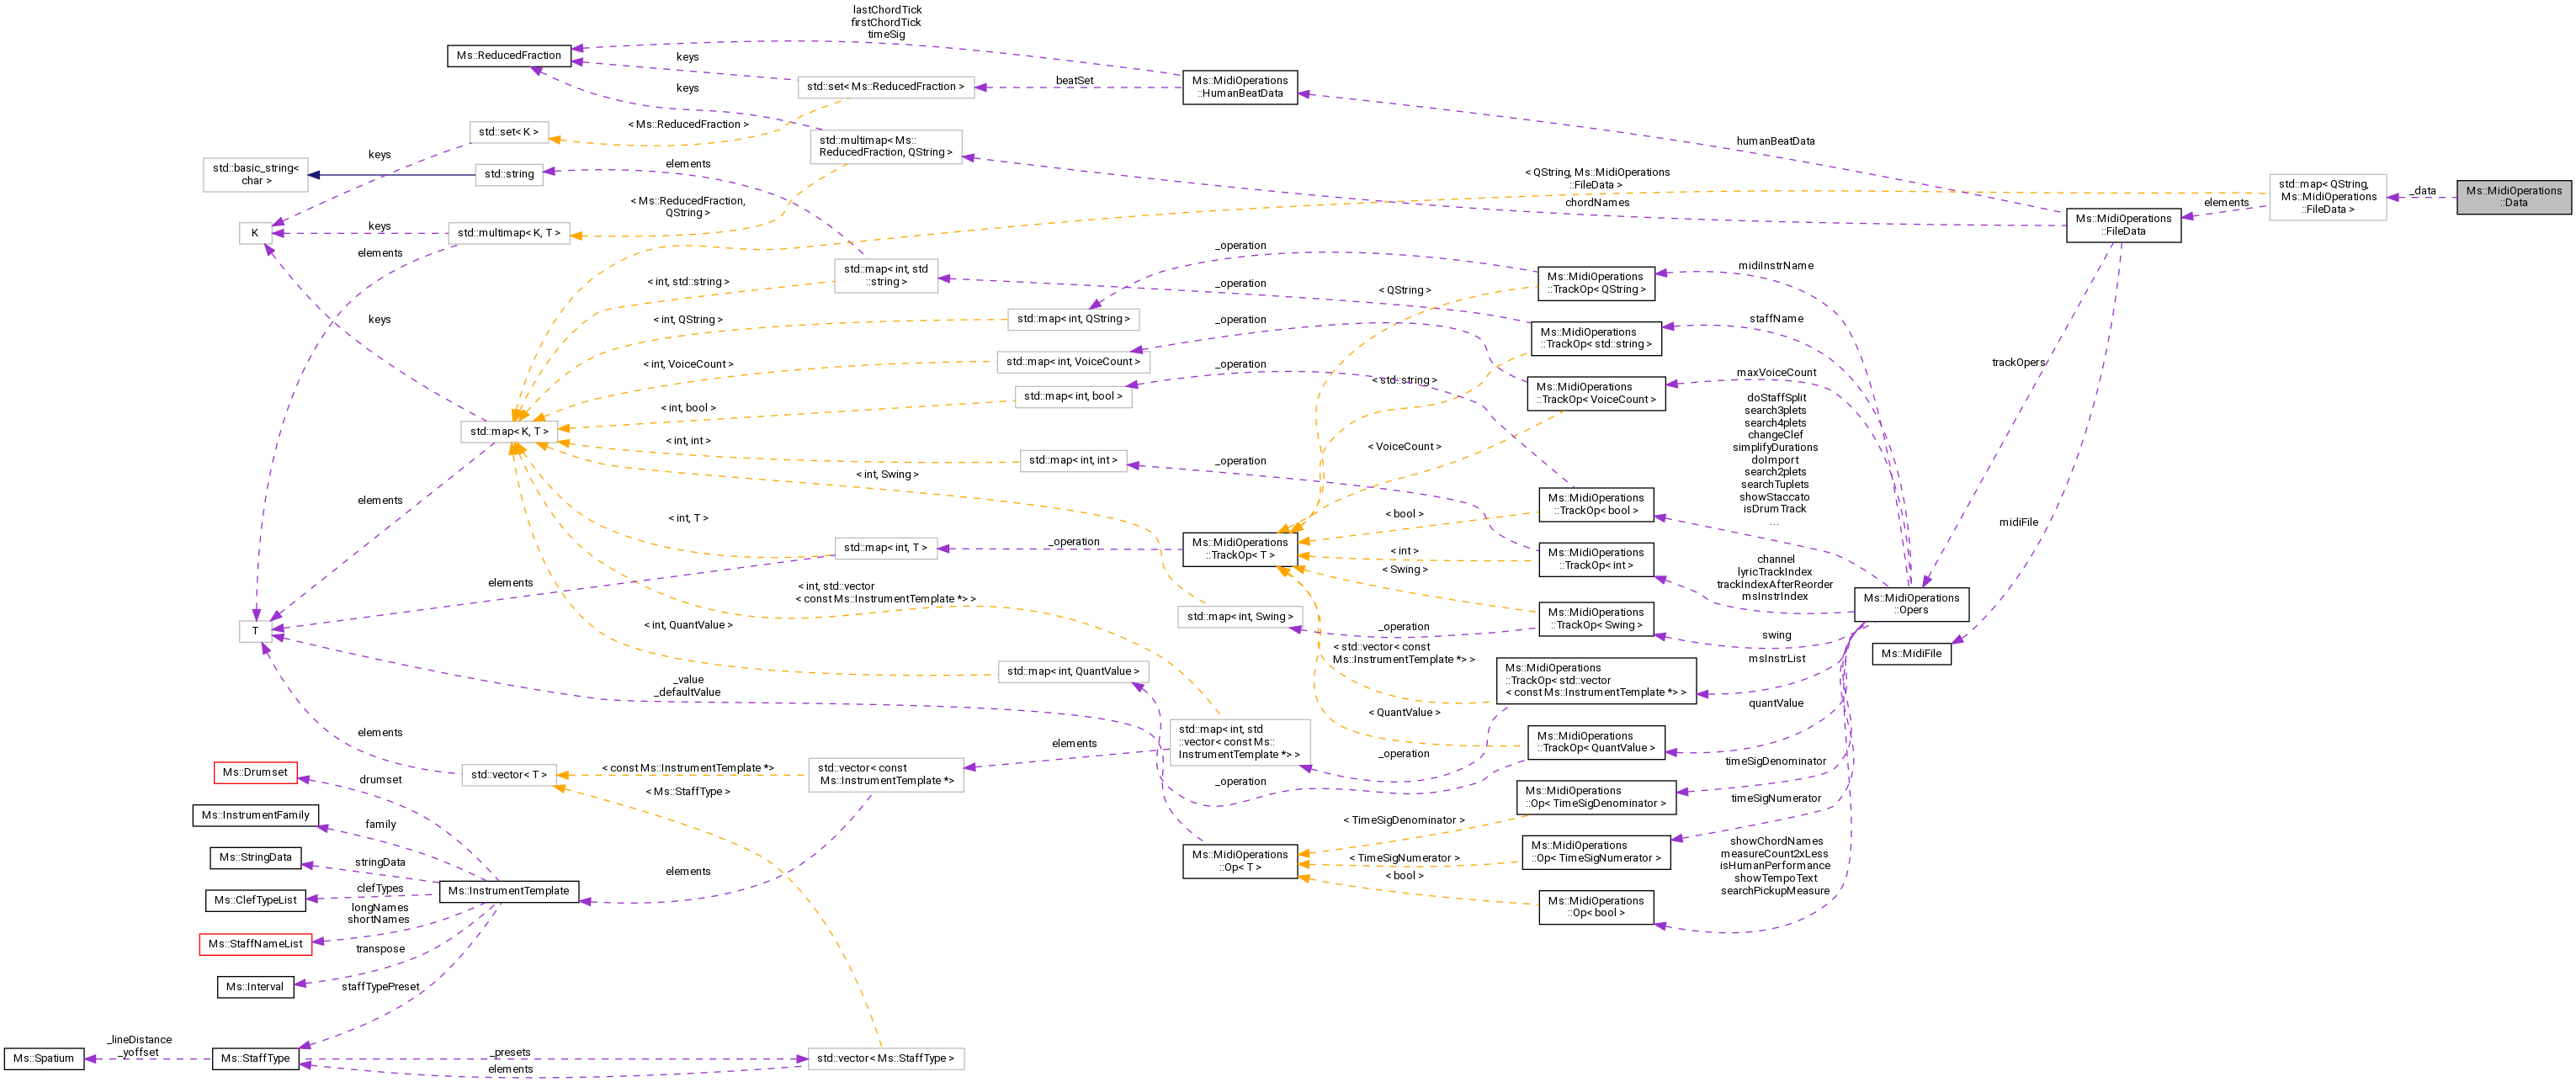 lastChordTick
firstChordTick
timeSig
Ms::ReducedFraction
keys
keys
std::set< Ms::ReducedFraction >
beatSet
Ms::MidiOperations
::HumanBeatData
std::set< K >
< Ms::ReducedFraction >
std::multimap< Ms::
ReducedFraction, QString >
humanBeatData
keys
std::basic_string<
char >
std::string
elements
< QString, Ms::MidiOperations
::FileData >
chordNames
std::map< QString,
Ms::MidiOperations
::FileData >
_data
Ms::MidiOperations
::Data
elements
Ms::MidiOperations
::FileData
< Ms::ReducedFraction,
QString >
K
keys
std::multimap< K, T >
elements
_operation
std::map< int, std
::string >
< int, std::string >
_operation
< QString >
Ms::MidiOperations
::TrackOp< QString >
midiInstrName
keys
< int, QString >
std::map< int, QString >
_operation
Ms::MidiOperations
::TrackOp< std::string >
staffName
< int, VoiceCount >
std::map< int, VoiceCount >
_operation
< std::string >
Ms::MidiOperations
::TrackOp< VoiceCount >
maxVoiceCount
trackOpers
< int, bool >
std::map< int, bool >
doStaffSplit
search3plets
search4plets
changeClef
simplifyDurations
doImport
search2plets
searchTuplets
showStaccato
isDrumTrack
...
std::map< K, T >
< int, int >
std::map< int, int >
_operation
< VoiceCount >
< int, Swing >
elements
< int, T >
std::map< int, T >
_operation
Ms::MidiOperations
::TrackOp< T >
< bool >
Ms::MidiOperations
::TrackOp< bool >
midiFile
< int >
Ms::MidiOperations
::TrackOp< int >
channel
lyricTrackIndex
trackIndexAfterReorder
msInstrIndex
< Swing >
elements
< int, std::vector
< const Ms::InstrumentTemplate *> >
std::map< int, Swing >
_operation
Ms::MidiOperations
::TrackOp< Swing >
swing
Ms::MidiOperations
::Opers
T
< int, QuantValue >
< std::vector< const
Ms::InstrumentTemplate *> >
msInstrList
Ms::MidiFile
std::map< int, QuantValue >
Ms::MidiOperations
::TrackOp< std::vector
< const Ms::InstrumentTemplate *> >
_value
_defaultValue
< QuantValue >
quantValue
elements
std::map< int, std
::vector< const Ms::
InstrumentTemplate *> >
elements
_operation
Ms::MidiOperations
::TrackOp< QuantValue >
Ms::Drumset
drumset
std::vector< T >
< const Ms::InstrumentTemplate *>
std::vector< const
Ms::InstrumentTemplate *>
_operation
timeSigDenominator
< Ms::StaffType >
Ms::MidiOperations
::Op< TimeSigDenominator >
timeSigNumerator
Ms::InstrumentFamily
family
< TimeSigDenominator >
Ms::StringData
stringData
Ms::MidiOperations
::Op< T >
< TimeSigNumerator >
Ms::MidiOperations
::Op< TimeSigNumerator >
showChordNames
measureCount2xLess
isHumanPerformance
showTempoText
searchPickupMeasure
elements
< bool >
Ms::InstrumentTemplate
Ms::ClefTypeList
clefTypes
Ms::MidiOperations
::Op< bool >
longNames
shortNames
Ms::StaffNameList
transpose
Ms::Interval
staffTypePreset
_lineDistance
_yoffset
Ms::Spatium
Ms::StaffType
_presets
elements
std::vector< Ms::StaffType >